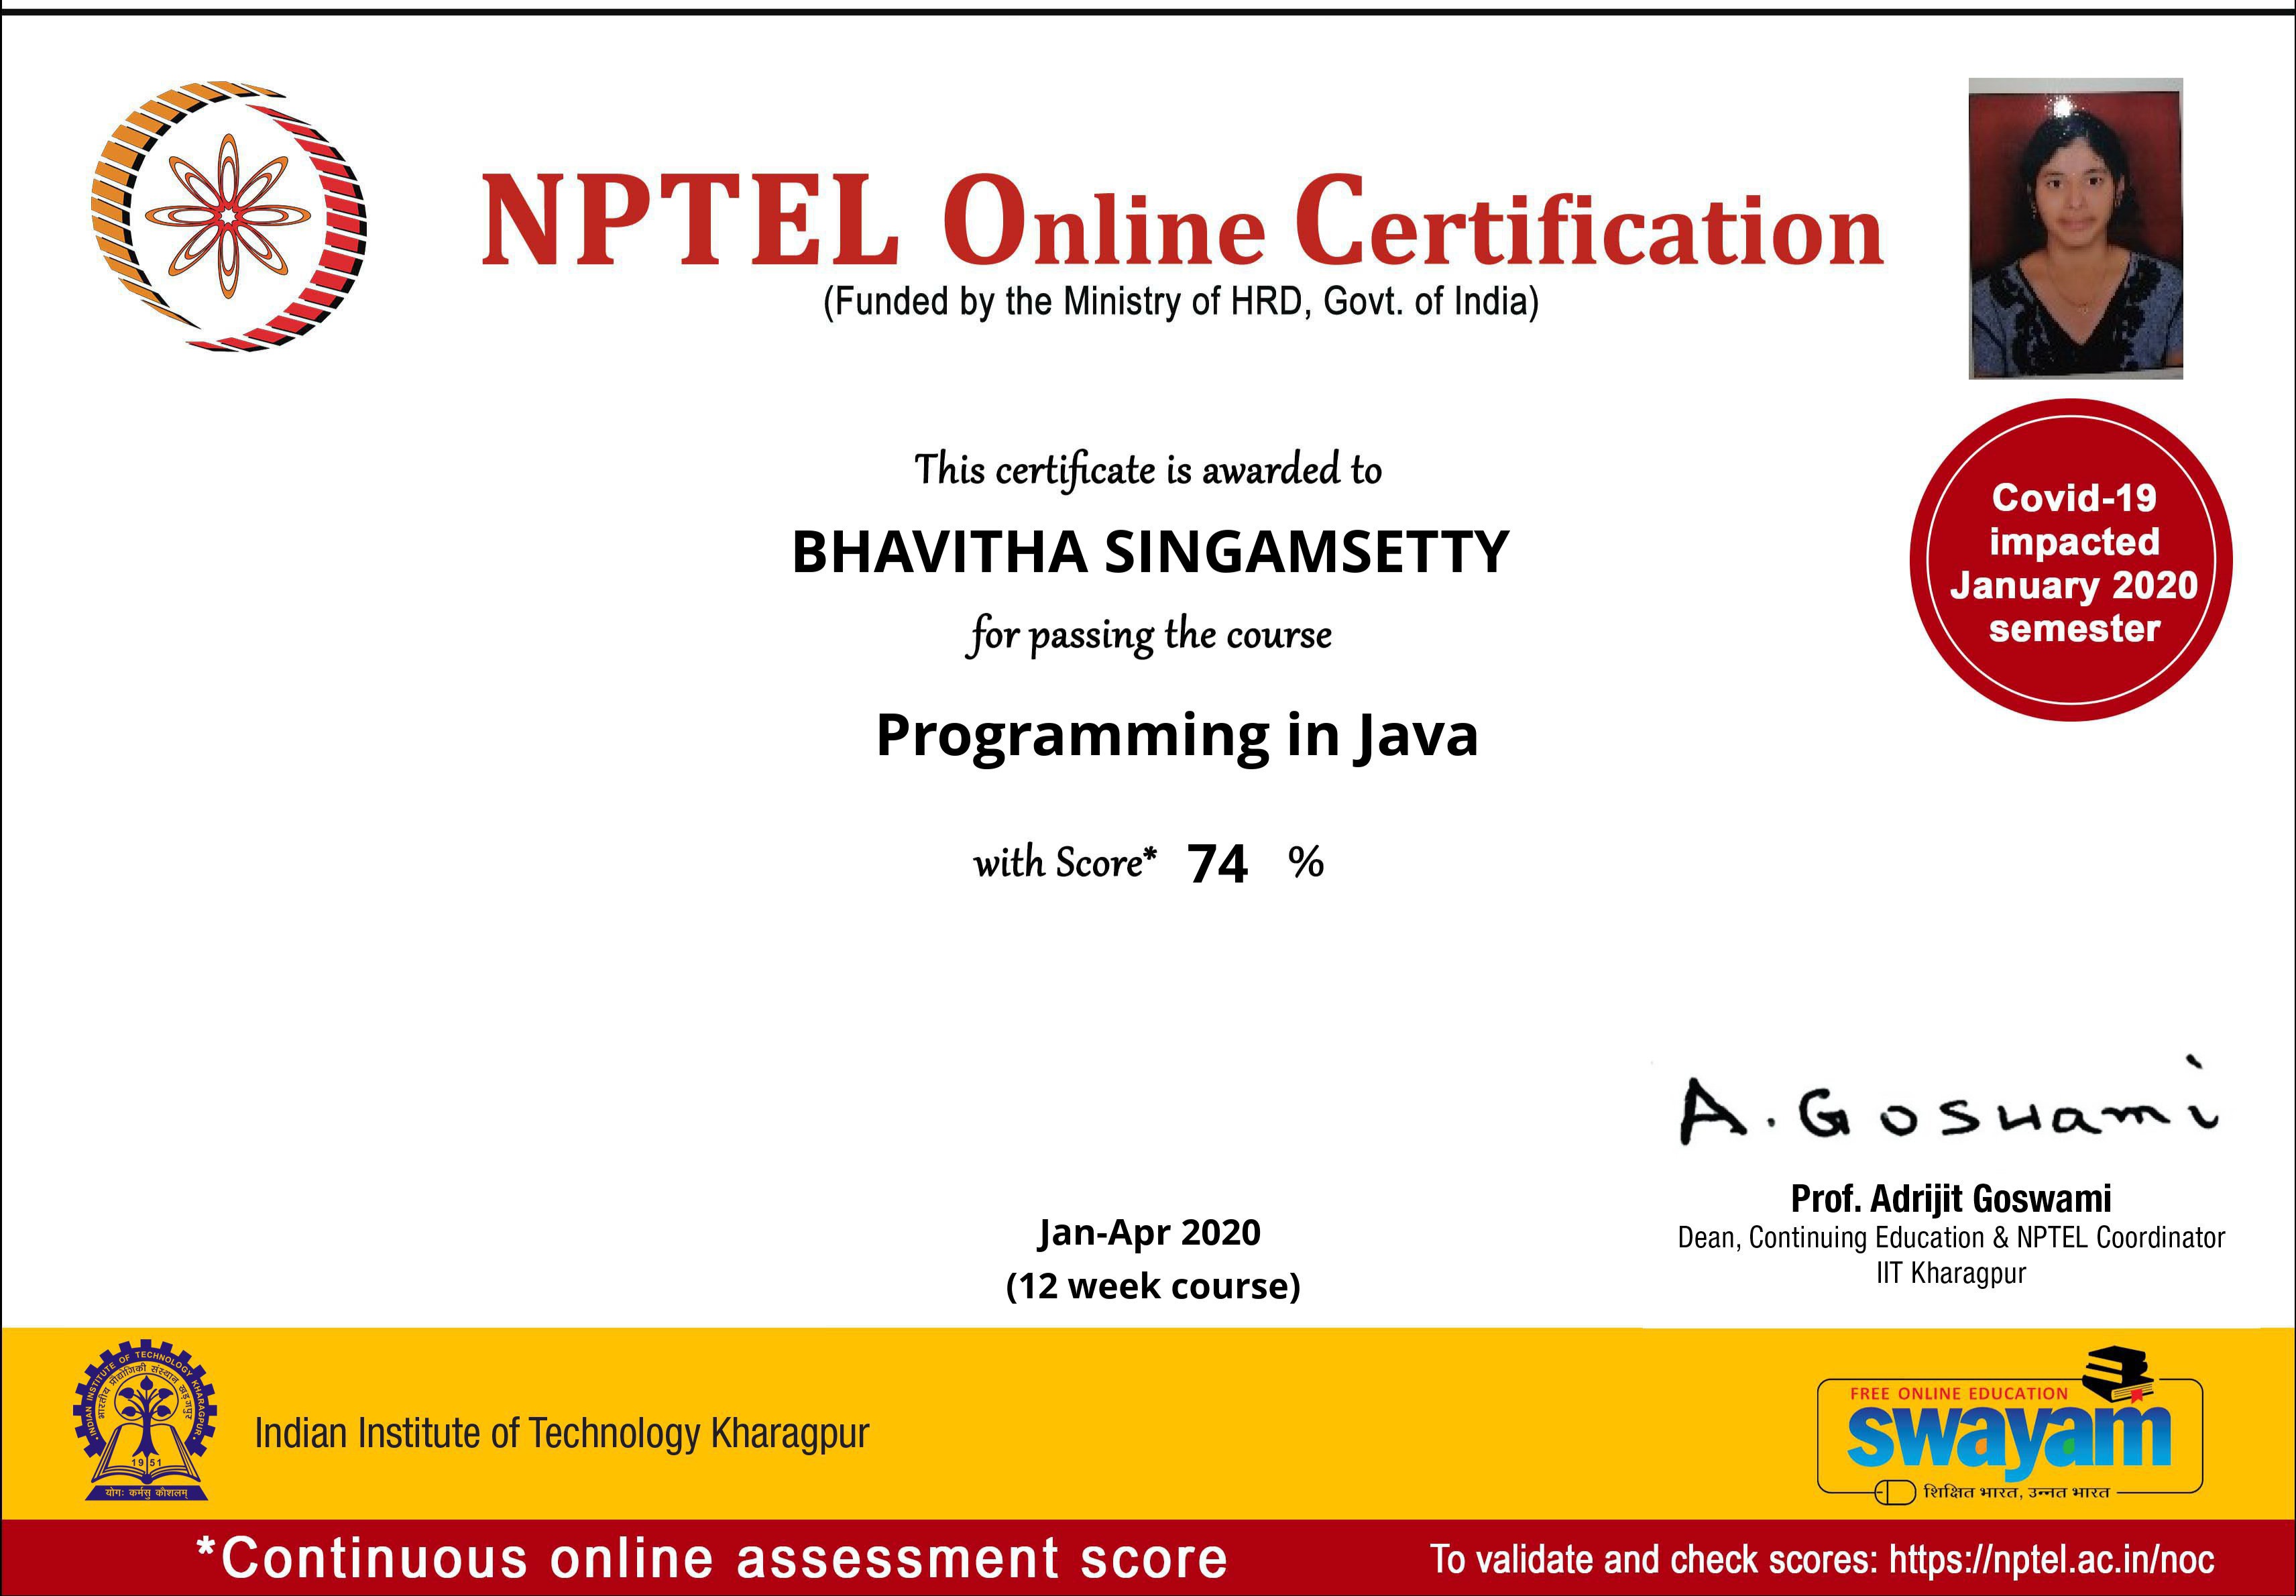 NPTEL Online Certification
(Funded by the Ministry of HRD, Govt. of India)
This certificate is awarded to
BHAVITHA SINGAMSETTY
for passing the course
Programming in Java
with Score* 74 %
Covid-19
impacted
January 2020
semester
A. Goswami
Prof. Adrijit Goswami
Dean, Continuing Education & NPTEL Coordinator
IIT Kharagpur
Jan-Apr 2020
(12 week course)
INDIAN INSTITUTE OF TECHNOLOGY KHARAGPUR
भारतीय प्रौद्योगिकी संस्थान खड़गपुर
1951
योगः कर्मसु कौशलम्
Indian Institute of Technology Kharagpur
FREE ONLINE EDUCATION
swayam
शिक्षित भारत, उन्नत भारत
*Continuous online assessment score
To validate and check scores: https://nptel.ac.in/noc